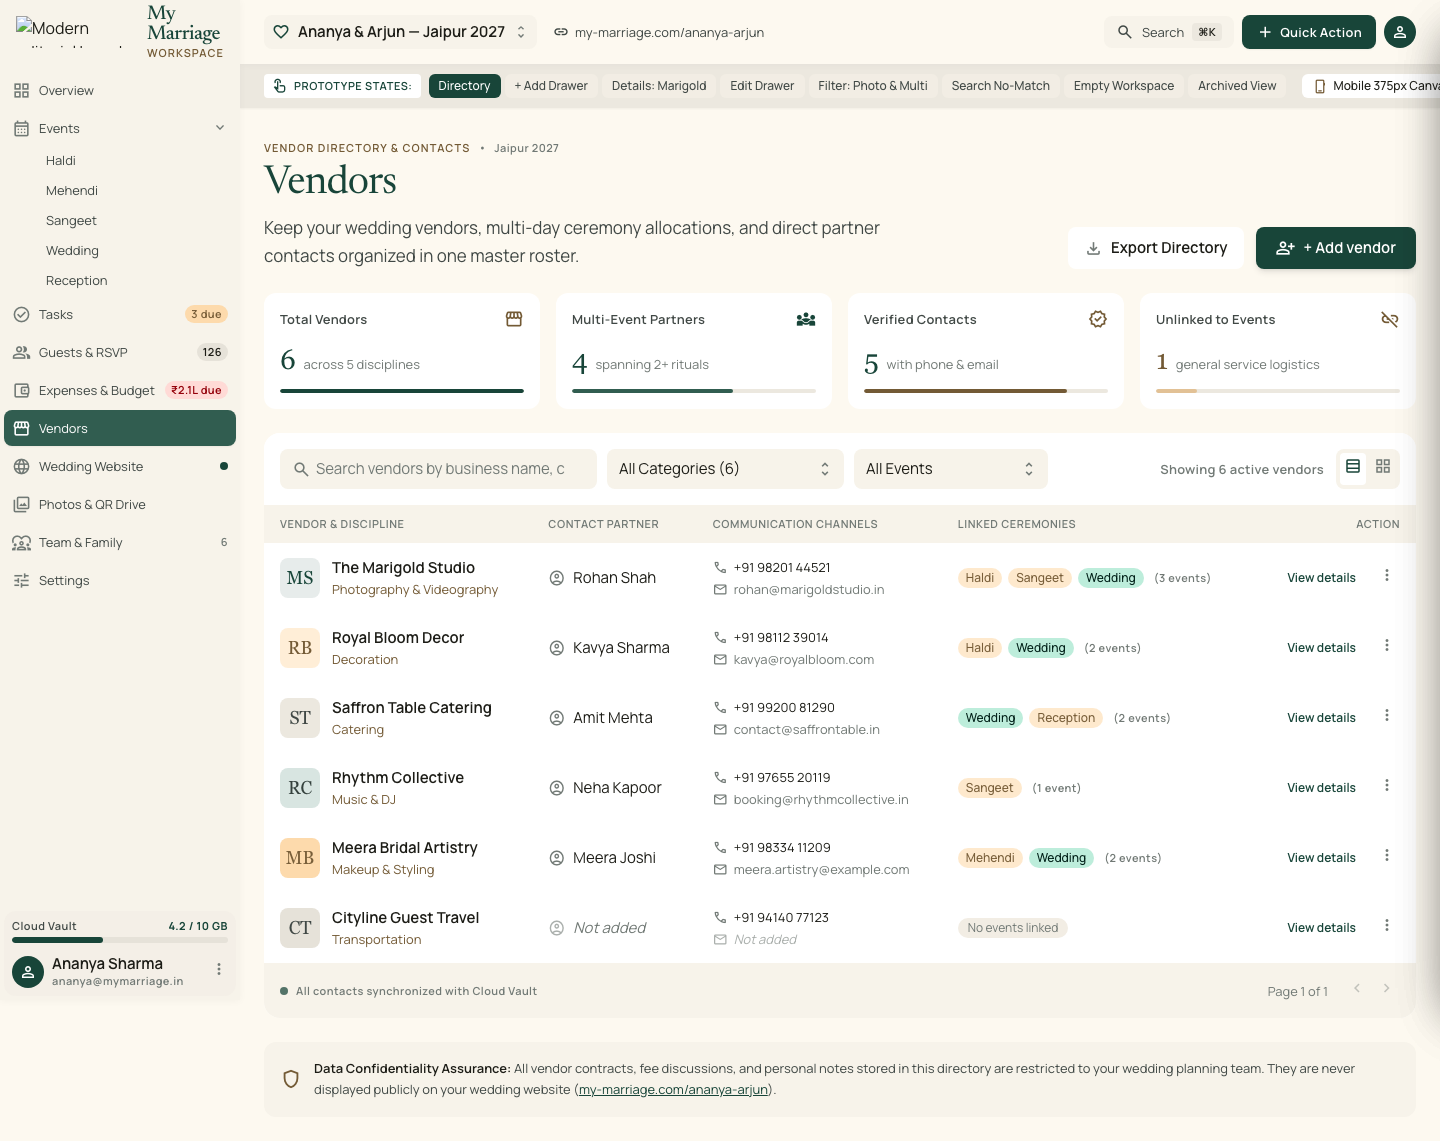 Modern
My
Marriage
WORKSPACE
Overview
Events
Haldi
Mehendi
Sangeet
Wedding
Reception
Tasks 3 due
Guests & RSVP 126
Expenses & Budget ₹2.1L due
Vendors
Wedding Website
Photos & QR Drive
Team & Family 6
Settings
Cloud Vault 4.2 / 10 GB
Ananya Sharma
ananya@mymarriage.in
Ananya & Arjun — Jaipur 2027 my-marriage.com/ananya-arjun Search ⌘K Quick Action
PROTOTYPE STATES: Directory + Add Drawer Details: Marigold Edit Drawer Filter: Photo & Multi Search No-Match Empty Workspace Archived View Mobile 375px Canva
VENDOR DIRECTORY & CONTACTS • Jaipur 2027
Vendors
Keep your wedding vendors, multi-day ceremony allocations, and direct partner
contacts organized in one master roster.
Export Directory + Add vendor
Total Vendors
6 across 5 disciplines
Multi-Event Partners
4 spanning 2+ rituals
Verified Contacts
5 with phone & email
Unlinked to Events
1 general service logistics
Search vendors by business name, c All Categories (6) All Events Showing 6 active vendors
VENDOR & DISCIPLINE CONTACT PARTNER COMMUNICATION CHANNELS LINKED CEREMONIES ACTION
MS The Marigold Studio
Photography & Videography
Rohan Shah
+91 98201 44521
rohan@marigoldstudio.in
Haldi Sangeet Wedding (3 events) View details
RB Royal Bloom Decor
Decoration
Kavya Sharma
+91 98112 39014
kavya@royalbloom.com
Haldi Wedding (2 events) View details
ST Saffron Table Catering
Catering
Amit Mehta
+91 99200 81290
contact@saffrontable.in
Wedding Reception (2 events) View details
RC Rhythm Collective
Music & DJ
Neha Kapoor
+91 97655 20119
booking@rhythmcollective.in
Sangeet (1 event) View details
MB Meera Bridal Artistry
Makeup & Styling
Meera Joshi
+91 98334 11209
meera.artistry@example.com
Mehendi Wedding (2 events) View details
CT Cityline Guest Travel
Transportation
Not added
+91 94140 77123
Not added
No events linked View details
All contacts synchronized with Cloud Vault Page 1 of 1
Data Confidentiality Assurance: All vendor contracts, fee discussions, and personal notes stored in this directory are restricted to your wedding planning team. They are never
displayed publicly on your wedding website (my-marriage.com/ananya-arjun).